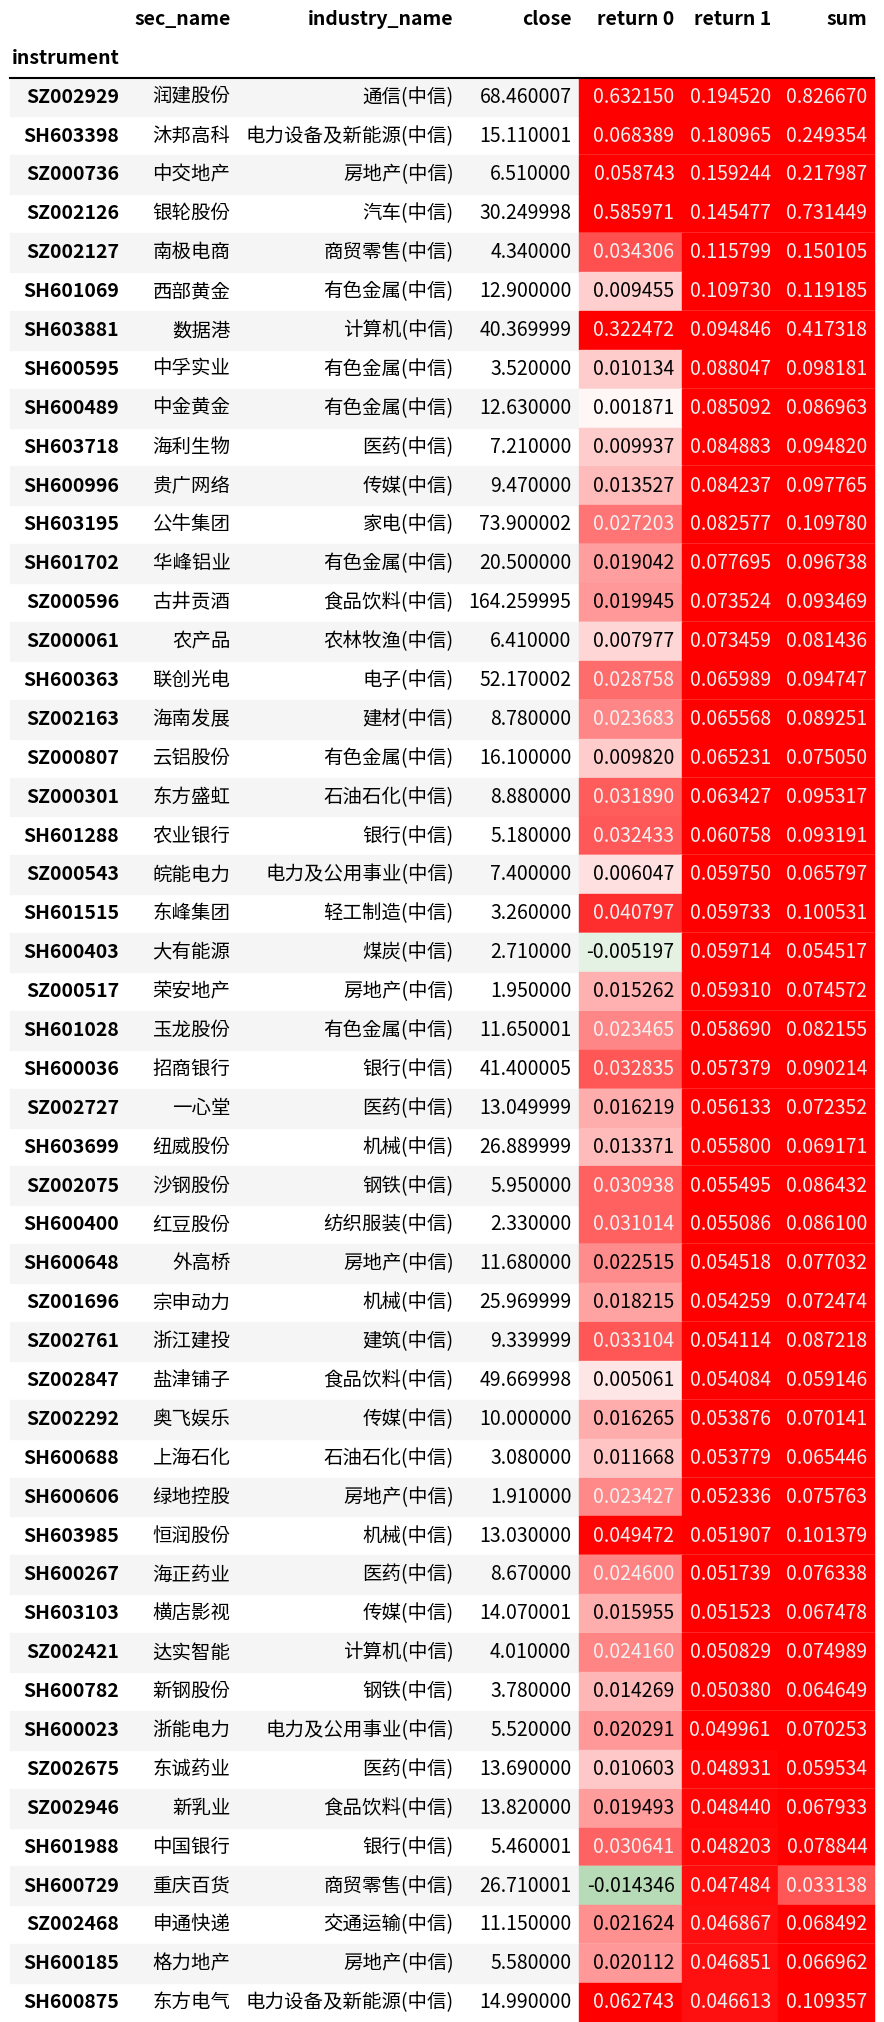 sec_name industry_name close return 0 return 1 sum
instrument
SZ002929 润建股份 通信(中信) 68.460007 0.632150 0.194520 0.826670
SH603398 沐邦高科 电力设备及新能源(中信) 15.110001 0.068389 0.180965 0.249354
SZ000736 中交地产 房地产(中信) 6.510000 0.058743 0.159244 0.217987
SZ002126 银轮股份 汽车(中信) 30.249998 0.585971 0.145477 0.731449
SZ002127 南极电商 商贸零售(中信) 4.340000 0.034306 0.115799 0.150105
SH601069 西部黄金 有色金属(中信) 12.900000 0.009455 0.109730 0.119185
SH603881 数据港 计算机(中信) 40.369999 0.322472 0.094846 0.417318
SH600595 中孚实业 有色金属(中信) 3.520000 0.010134 0.088047 0.098181
SH600489 中金黄金 有色金属(中信) 12.630000 0.001871 0.085092 0.086963
SH603718 海利生物 医药(中信) 7.210000 0.009937 0.084883 0.094820
SH600996 贵广网络 传媒(中信) 9.470000 0.013527 0.084237 0.097765
SH603195 公牛集团 家电(中信) 73.900002 0.027203 0.082577 0.109780
SH601702 华峰铝业 有色金属(中信) 20.500000 0.019042 0.077695 0.096738
SZ000596 古井贡酒 食品饮料(中信) 164.259995 0.019945 0.073524 0.093469
SZ000061 农产品 农林牧渔(中信) 6.410000 0.007977 0.073459 0.081436
SH600363 联创光电 电子(中信) 52.170002 0.028758 0.065989 0.094747
SZ002163 海南发展 建材(中信) 8.780000 0.023683 0.065568 0.089251
SZ000807 云铝股份 有色金属(中信) 16.100000 0.009820 0.065231 0.075050
SZ000301 东方盛虹 石油石化(中信) 8.880000 0.031890 0.063427 0.095317
SH601288 农业银行 银行(中信) 5.180000 0.032433 0.060758 0.093191
SZ000543 皖能电力 电力及公用事业(中信) 7.400000 0.006047 0.059750 0.065797
SH601515 东峰集团 轻工制造(中信) 3.260000 0.040797 0.059733 0.100531
SH600403 大有能源 煤炭(中信) 2.710000 -0.005197 0.059714 0.054517
SZ000517 荣安地产 房地产(中信) 1.950000 0.015262 0.059310 0.074572
SH601028 玉龙股份 有色金属(中信) 11.650001 0.023465 0.058690 0.082155
SH600036 招商银行 银行(中信) 41.400005 0.032835 0.057379 0.090214
SZ002727 一心堂 医药(中信) 13.049999 0.016219 0.056133 0.072352
SH603699 纽威股份 机械(中信) 26.889999 0.013371 0.055800 0.069171
SZ002075 沙钢股份 钢铁(中信) 5.950000 0.030938 0.055495 0.086432
SH600400 红豆股份 纺织服装(中信) 2.330000 0.031014 0.055086 0.086100
SH600648 外高桥 房地产(中信) 11.680000 0.022515 0.054518 0.077032
SZ001696 宗申动力 机械(中信) 25.969999 0.018215 0.054259 0.072474
SZ002761 浙江建投 建筑(中信) 9.339999 0.033104 0.054114 0.087218
SZ002847 盐津铺子 食品饮料(中信) 49.669998 0.005061 0.054084 0.059146
SZ002292 奥飞娱乐 传媒(中信) 10.000000 0.016265 0.053876 0.070141
SH600688 上海石化 石油石化(中信) 3.080000 0.011668 0.053779 0.065446
SH600606 绿地控股 房地产(中信) 1.910000 0.023427 0.052336 0.075763
SH603985 恒润股份 机械(中信) 13.030000 0.049472 0.051907 0.101379
SH600267 海正药业 医药(中信) 8.670000 0.024600 0.051739 0.076338
SH603103 横店影视 传媒(中信) 14.070001 0.015955 0.051523 0.067478
SZ002421 达实智能 计算机(中信) 4.010000 0.024160 0.050829 0.074989
SH600782 新钢股份 钢铁(中信) 3.780000 0.014269 0.050380 0.064649
SH600023 浙能电力 电力及公用事业(中信) 5.520000 0.020291 0.049961 0.070253
SZ002675 东诚药业 医药(中信) 13.690000 0.010603 0.048931 0.059534
SZ002946 新乳业 食品饮料(中信) 13.820000 0.019493 0.048440 0.067933
SH601988 中国银行 银行(中信) 5.460001 0.030641 0.048203 0.078844
SH600729 重庆百货 商贸零售(中信) 26.710001 -0.014346 0.047484 0.033138
SZ002468 申通快递 交通运输(中信) 11.150000 0.021624 0.046867 0.068492
SH600185 格力地产 房地产(中信) 5.580000 0.020112 0.046851 0.066962
SH600875 东方电气 电力设备及新能源(中信) 14.990000 0.062743 0.046613 0.109357